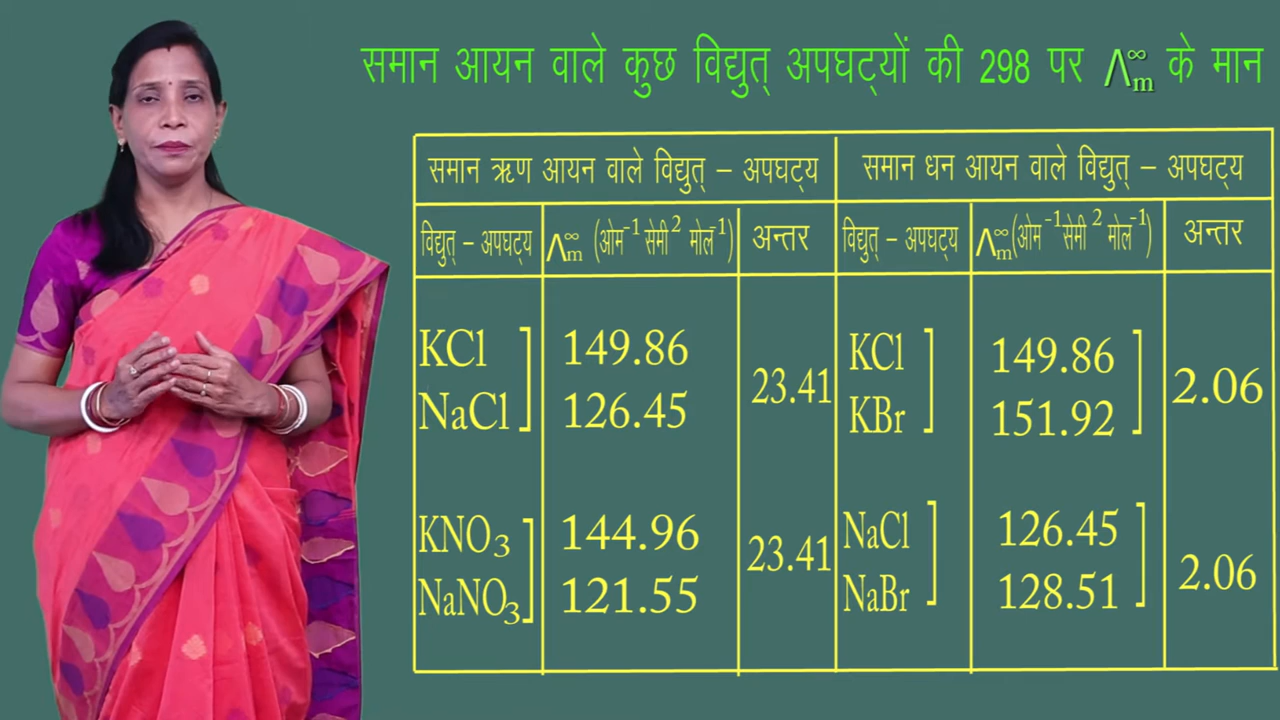 समान आयन वाले कुछ विद्युत् अपघट्यों की 298 पर Λm∞ के मान
समान ऋण आयन वाले विद्युत् – अपघट्य
समान धन आयन वाले विद्युत् – अपघट्य
विद्युत् – अपघट्य Λm∞ (ओम-1 सेमी2 मोल-1) अन्तर
विद्युत् – अपघट्य Λm∞ (ओम-1 सेमी2 मोल-1) अन्तर
KCl] 149.86
NaCl] 126.45
23.41
KCl] 149.86]
KBr] 151.92]
2.06
KNO3] 144.96
NaNO3] 121.55
23.41
NaCl] 126.45]
NaBr] 128.51]
2.06